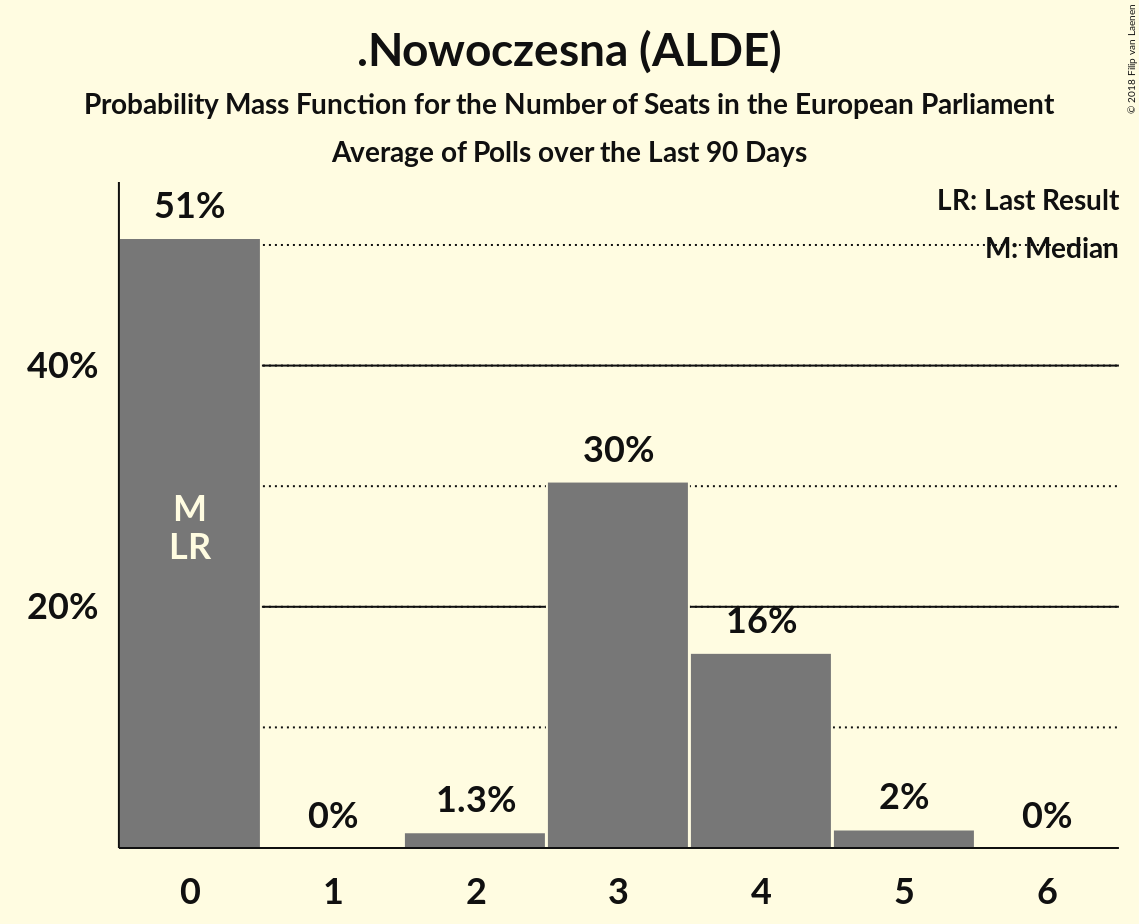 .Nowoczesna (ALDE)
Probability Mass Function for the Number of Seats in the European Parliament
Average of Polls over the Last 90 Days
© 2018 Filip van Laenen
LR: Last Result
M: Median
51%
40%
30%
M
LR
20%
16%
0%
1.3%
2%
0%
0 1 2 3 4 5 6